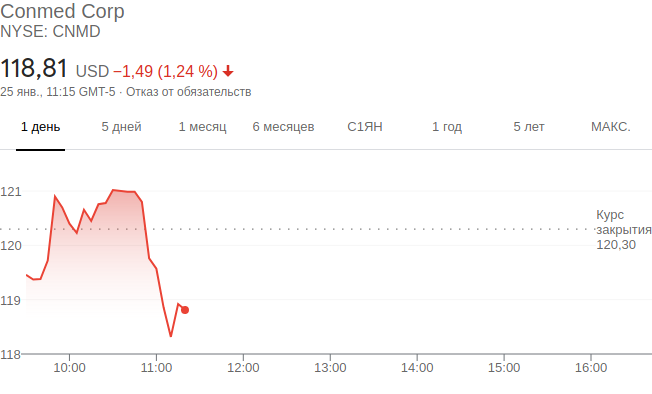 Conmed Corp
NYSE: CNMD
118,81 USD −1,49 (1,24 %)
25 янв., 11:15 GMT-5 · Отказ от обязательств
1 день 5 дней 1 месяц 6 месяцев С1ЯН 1 год 5 лет МАКС.
121
Курс
закрытия
120,30
120
119
118
10:00 11:00 12:00 13:00 14:00 15:00 16:00